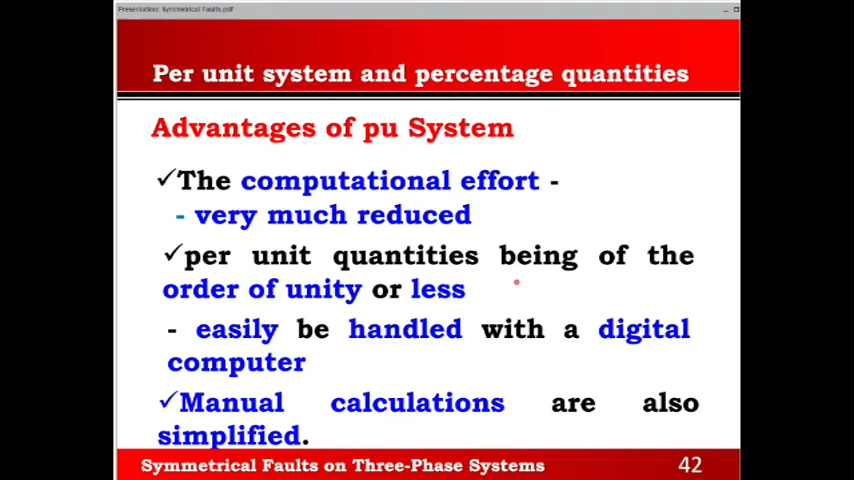 Presentation: Symmetrical Faults.pdf
Per unit system and percentage quantities
Advantages of pu System
✓The computational effort -
- very much reduced
✓per unit quantities being of the
order of unity or less
- easily be handled with a digital
computer
✓Manual calculations are also
simplified.
Symmetrical Faults on Three-Phase Systems 42